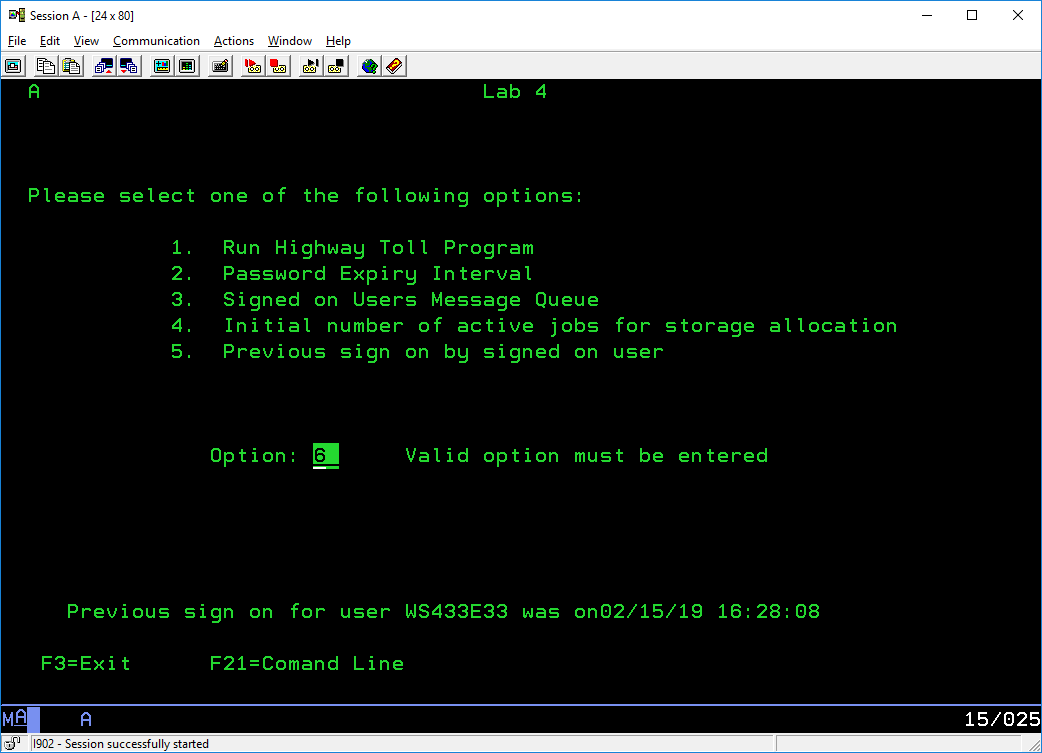 Session A - [24 x 80]
File Edit View Communication Actions Window Help
A Lab 4
Please select one of the following options:
1. Run Highway Toll Program
2. Password Expiry Interval
3. Signed on Users Message Queue
4. Initial number of active jobs for storage allocation
5. Previous sign on by signed on user
Option: 6 Valid option must be entered
Previous sign on for user WS433E33 was on02/15/19 16:28:08
F3=Exit F21=Comand Line
MA A 15/025
I902 - Session successfully started